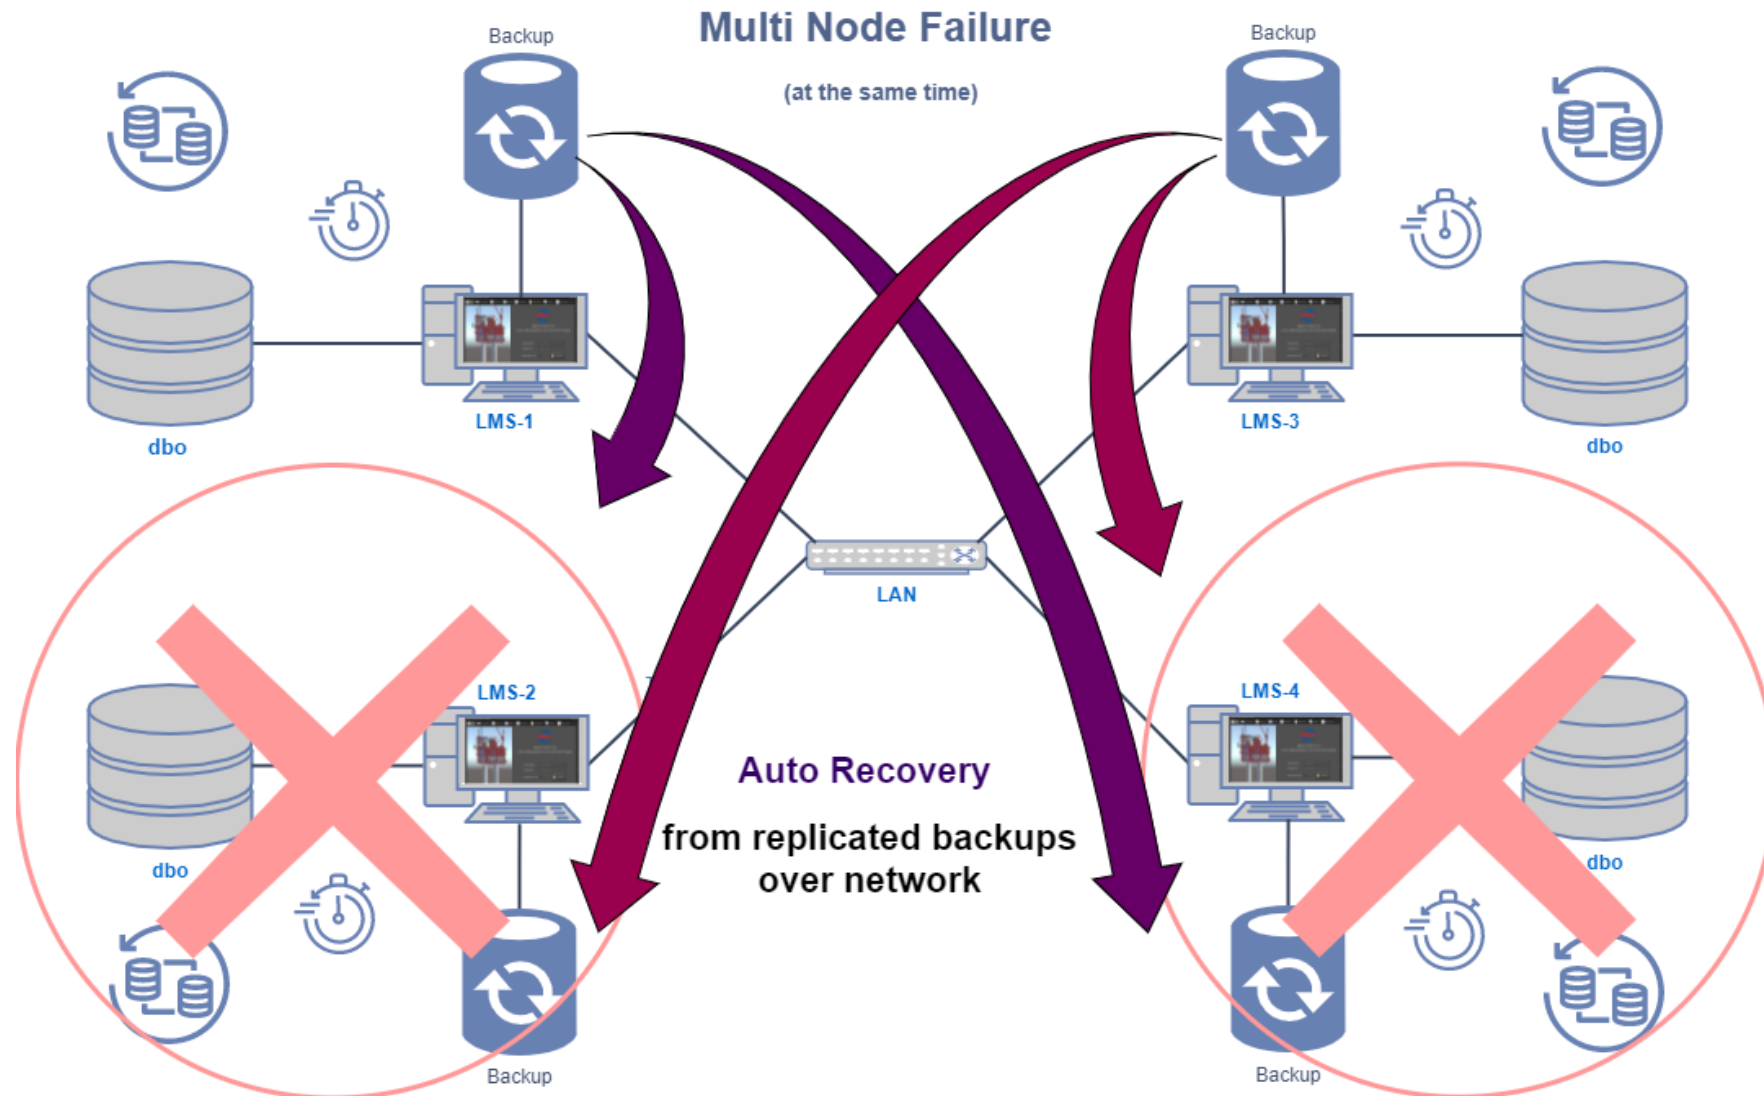 Multi Node Failure
(at the same time)
Backup
Backup
LMS-1
LMS-3
dbo
dbo
LAN
LMS-2
LMS-4
Auto Recovery
from replicated backups
over network
dbo
dbo
Backup
Backup